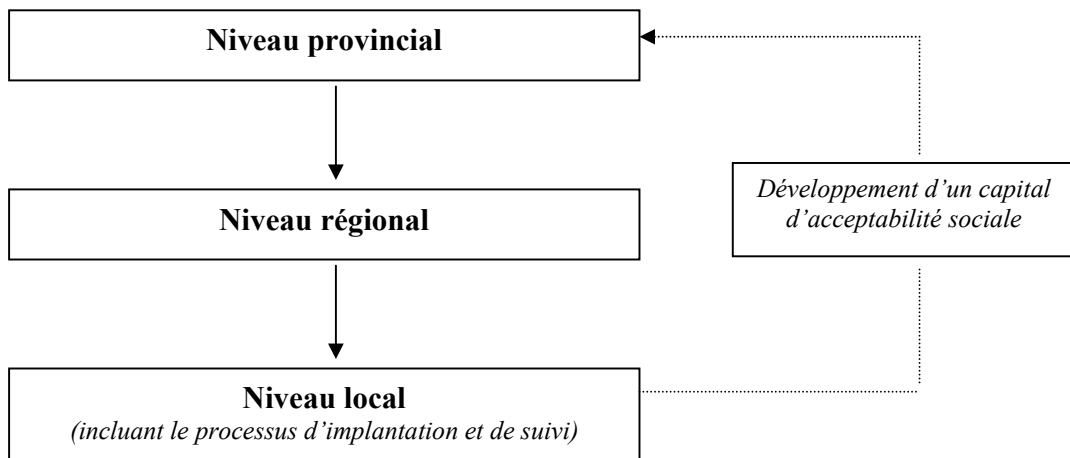 Niveau provincial
Développement d’un capital
d’acceptabilité sociale
Niveau régional
Niveau local
(incluant le processus d’implantation et de suivi)